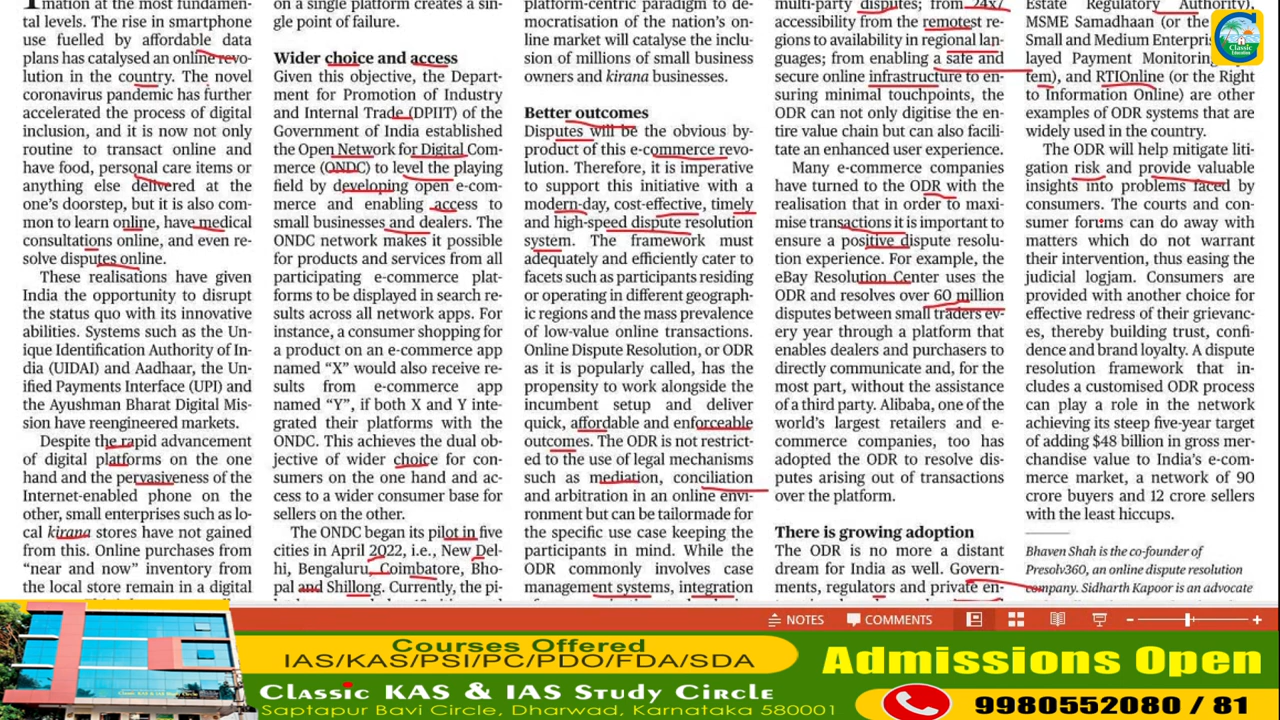 mation at the most fundamen-
tal levels. The rise in smartphone
use fuelled by affordable data
plans has catalysed an online revo-
lution in the country. The novel
coronavirus pandemic has further
accelerated the process of digital
inclusion, and it is now not only
routine to transact online and
have food, personal care items or
anything else delivered at the
one's doorstep, but it is also com-
mon to learn online, have medical
consultations online, and even re-
solve disputes online.
These realisations have given
India the opportunity to disrupt
the status quo with its innovative
abilities. Systems such as the Un-
ique Identification Authority of In-
dia (UIDAI) and Aadhaar, the Un-
ified Payments Interface (UPI) and
the Ayushman Bharat Digital Mis-
sion have reengineered markets.
Despite the rapid advancement
of digital platforms on the one
hand and the pervasiveness of the
Internet-enabled phone on the
other, small enterprises such as lo-
cal kirana stores have not gained
from this. Online purchases from
"near and now" inventory from
the local store remain in a digital
on a single platform creates a sin-
gle point of failure.
Wider choice and access
Given this objective, the Depart-
ment for Promotion of Industry
and Internal Trade (DPIIT) of the
Government of India established
the Open Network for Digital Com-
merce (ONDC) to level the playing
field by developing open e-com-
merce and enabling access to
small businesses and dealers. The
ONDC network makes it possible
for products and services from all
participating e-commerce plat-
forms to be displayed in search re-
sults across all network apps. For
instance, a consumer shopping for
a product on an e-commerce app
named "X" would also receive re-
sults from e-commerce app
named "Y", if both X and Y inte-
grated their platforms with the
ONDC. This achieves the dual ob-
jective of wider choice for con-
sumers on the one hand and ac-
cess to a wider consumer base for
sellers on the other.
The ONDC began its pilot in five
cities in April 2022, i.e., New Del-
hi, Bengaluru, Coimbatore, Bho-
pal and Shillong. Currently, the pi-
platform-centric paradigm to de-
mocratisation of the nation's on-
line market will catalyse the inclu-
sion of millions of small business
owners and kirana businesses.
Better outcomes
Disputes will be the obvious by-
product of this e-commerce revo-
lution. Therefore, it is imperative
to support this initiative with a
modern-day, cost-effective, timely
and high-speed dispute resolution
system. The framework must
adequately and efficiently cater to
facets such as participants residing
or operating in different geograph-
ic regions and the mass prevalence
of low-value online transactions.
Online Dispute Resolution, or ODR
as it is popularly called, has the
propensity to work alongside the
incumbent setup and deliver
quick, affordable and enforceable
outcomes. The ODR is not restrict-
ed to the use of legal mechanisms
such as mediation, conciliation
and arbitration in an online envi-
ronment but can be tailormade for
the specific use case keeping the
participants in mind. While the
ODR commonly involves case
management systems, integration
multi-party disputes; from 24x7
accessibility from the remotest re-
gions to availability in regional lan-
guages; from enabling a safe and
secure online infrastructure to en-
suring minimal touchpoints, the
ODR can not only digitise the en-
tire value chain but can also facili-
tate an enhanced user experience.
Many e-commerce companies
have turned to the ODR with the
realisation that in order to maxi-
mise transactions it is important to
ensure a positive dispute resolu-
tion experience. For example, the
eBay Resolution Center uses the
ODR and resolves over 60 million
disputes between small traders ev-
ery year through a platform that
enables dealers and purchasers to
directly communicate and, for the
most part, without the assistance
of a third party. Alibaba, one of the
world's largest retailers and e-
commerce companies, too has
adopted the ODR to resolve dis-
putes arising out of transactions
over the platform.
There is growing adoption
The ODR is no more a distant
dream for India as well. Govern-
ments, regulators and private en-
Estate Regulatory Authority),
MSME Samadhaan (or the
Small and Medium Enterpris
layed Payment Monitoring
tem), and RTIOnline (or the Right
to Information Online) are other
examples of ODR systems that are
widely used in the country.
The ODR will help mitigate liti-
gation risk and provide valuable
insights into problems faced by
consumers. The courts and con-
sumer forums can do away with
matters which do not warrant
their intervention, thus easing the
judicial logjam. Consumers are
provided with another choice for
effective redress of their grievanc-
es, thereby building trust, confi-
dence and brand loyalty. A dispute
resolution framework that in-
cludes a customised ODR process
can play a role in the network
achieving its steep five-year target
of adding $48 billion in gross mer-
chandise value to India's e-com-
merce market, a network of 90
crore buyers and 12 crore sellers
with the least hiccups.
Bhaven Shah is the co-founder of
Presolv360, an online dispute resolution
company. Sidharth Kapoor is an advocate
Classic
Education
NOTES
COMMENTS
Courses Offered
IAS/KAS/PSI/PC/PDO/FDA/SDA
Classic KAS & IAS Study Circle
Saptapur Bavi Circle, Dharwad, Karnataka 580001
Admissions Open
9980552080 / 81